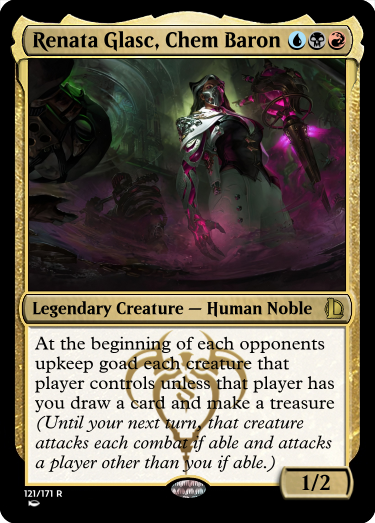 Renata Glasc, Chem Baron
Legendary Creature — Human Noble
At the beginning of each opponents
upkeep goad each creature that
player controls unless that player has
you draw a card and make a treasure
(Until your next turn, that creature
attacks each combat if able and attacks
a player other than you if able.)
1/2
121/171 R